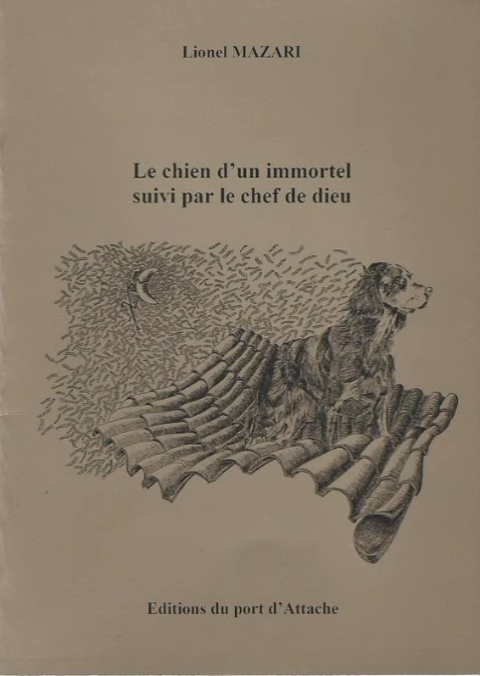 Lionel MAZARI
Le chien d'un immortel
suivi par le chef de dieu
Editions du port d'Attache